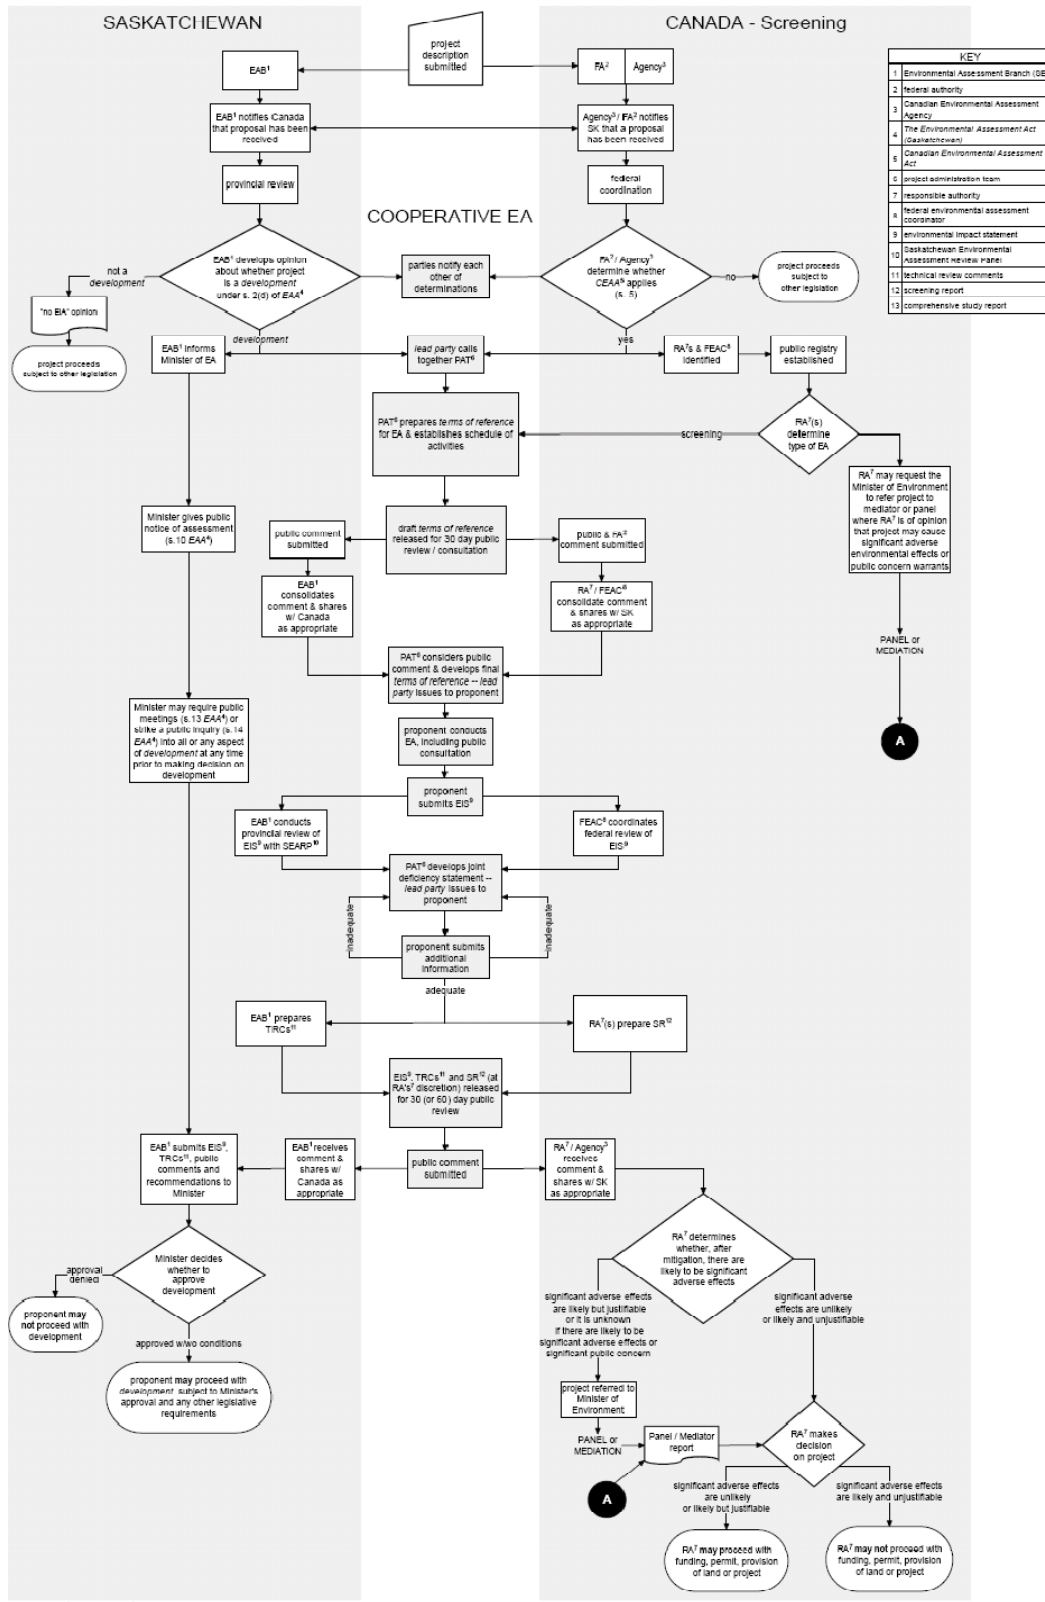 SASKATCHEWAN
CANADA - Screening
project
description
submitted
EAB¹
FA²
Agency³
EAB¹ notifies Canada
that proposal has been
received
Agency³ / FA² notifies
SK that a proposal
has been received
provincial review
federal
coordination
KEY
1 Environmental Assessment Branch (SE
2 federal authority
3 Canadian Environmental Assessment
Agency
4 The Environmental Assessment Act
(Saskatchewan)
5 Canadian Environmental Assessment
Act
6 project administration team
7 responsible authority
8 federal environmental assessment
coordinator
9 environmental impact statement
10 Saskatchewan Environmental
Assessment Review Panel
11 technical review comments
12 screening report
13 comprehensive study report
COOPERATIVE EA
EAB¹ develops opinion
about whether project
is a development
under s. 2(d) of EAA⁴
parties notify each
other of
determinations
FA² / Agency³
determine whether
CEAA⁵ applies
(s. 5)
no
project proceeds
subject to
other legislation
not a
development
"no EIA" opinion
project proceeds
subject to other legislation
development
yes
EAB¹ informs
Minister of EA
lead party calls
together PAT⁶
RA⁷s & FEAC⁸
identified
public registry
established
PAT⁶ prepares terms of reference
for EA & establishes schedule of
activities
screening
RA⁷(s)
determine
type of EA
RA⁷ may request the
Minister of Environment
to refer project to
mediator or panel
where RA⁷ is of opinion
that project may cause
significant adverse
environmental effects or
public concern warrants
Minister gives public
notice of assessment
(s.10 EAA⁴)
public comment
submitted
draft terms of reference
released for 30 day public
review / consultation
public & FA²
comment submitted
EAB¹
consolidates
comment & shares
w/ Canada
as appropriate
RA⁷ / FEAC⁸
consolidate comment
& shares w/ SK
as appropriate
PANEL or
MEDIATION
A
PAT⁶ considers public
comment & develops final
terms of reference -- lead
party issues to proponent
Minister may require public
meetings (s.13 EAA⁴) or
strike a public inquiry (s.14
EAA⁴) into all or any aspect
of development at any time
prior to making decision on
development
proponent conducts
EA, including public
consultation
proponent
submits EIS⁹
EAB¹ conducts
provincial review of
EIS⁹ with SEARP¹⁰
FEAC⁸ coordinates
federal review of
EIS⁹
PAT⁶ develops joint
deficiency statement --
lead party issues to
proponent
inadequate
inadequate
proponent submits
additional
information
adequate
EAB¹ prepares
TRCs¹¹
RA⁷(s) prepare SR¹²
EIS⁹, TRCs¹¹ and SR¹² (at
RA's⁷ discretion) released
for 30 (or 60) day public
review
EAB¹ submits EIS⁹,
TRCs¹¹, public
comments and
recommendations to
Minister
EAB¹ receives
comment &
shares w/
Canada as
appropriate
public comment
submitted
RA⁷ / Agency³
receives
comment &
shares w/ SK
as appropriate
RA⁷ determines
whether, after
mitigation, there are
likely to be significant
adverse effects
Minister decides
whether to
approve
development
approval
denied
proponent may
not proceed with
development
approved w/wo conditions
proponent may proceed with
development subject to Minister's
approval and any other legislative
requirements
significant adverse effects
are likely but justifiable
or it is unknown
if there are likely to be
significant adverse effects or
significant public concern
significant adverse
effects are unlikely
or likely and unjustifiable
project referred to
Minister of
Environment
PANEL or
MEDIATION
Panel / Mediator
report
RA⁷ makes
decision
on project
A
significant adverse effects
are unlikely
or likely but justifiable
significant adverse effects
are likely and unjustifiable
RA⁷ may proceed with
funding, permit, provision
of land or project
RA⁷ may not proceed with
funding, permit, provision
of land or project